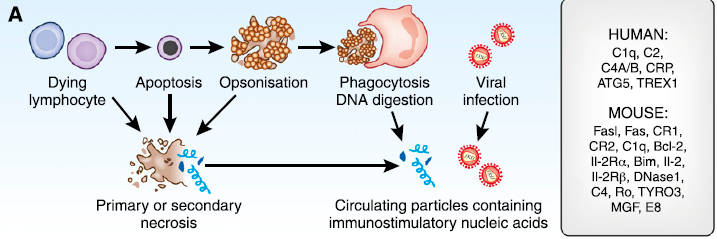 A
Dying
lymphocyte
Apoptosis
Opsonisation
Phagocytosis
DNA digestion
Viral
infection
Primary or secondary
necrosis
Circulating particles containing
immunostimulatory nucleic acids
HUMAN:
C1q, C2,
C4A/B, CRP,
ATG5, TREX1
MOUSE:
Fasl, Fas, CR1,
CR2, C1q, Bcl-2,
Il-2Rα, Bim, Il-2,
Il-2Rβ, DNase1,
C4, Ro, TYRO3,
MGF, E8